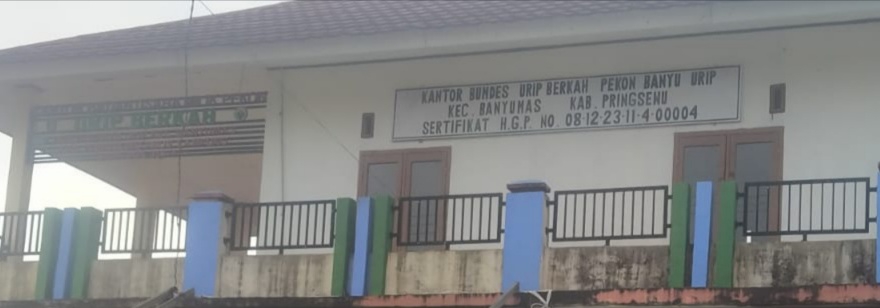 URIP BERKAH
KANTOR BUMDES URIP BERKAH PEKON BANYU URIP
KEC. BANYUMAS KAB. PRINGSEWU
SERTIFIKAT H.G.P. NO. 08-12-23-11-4-00004